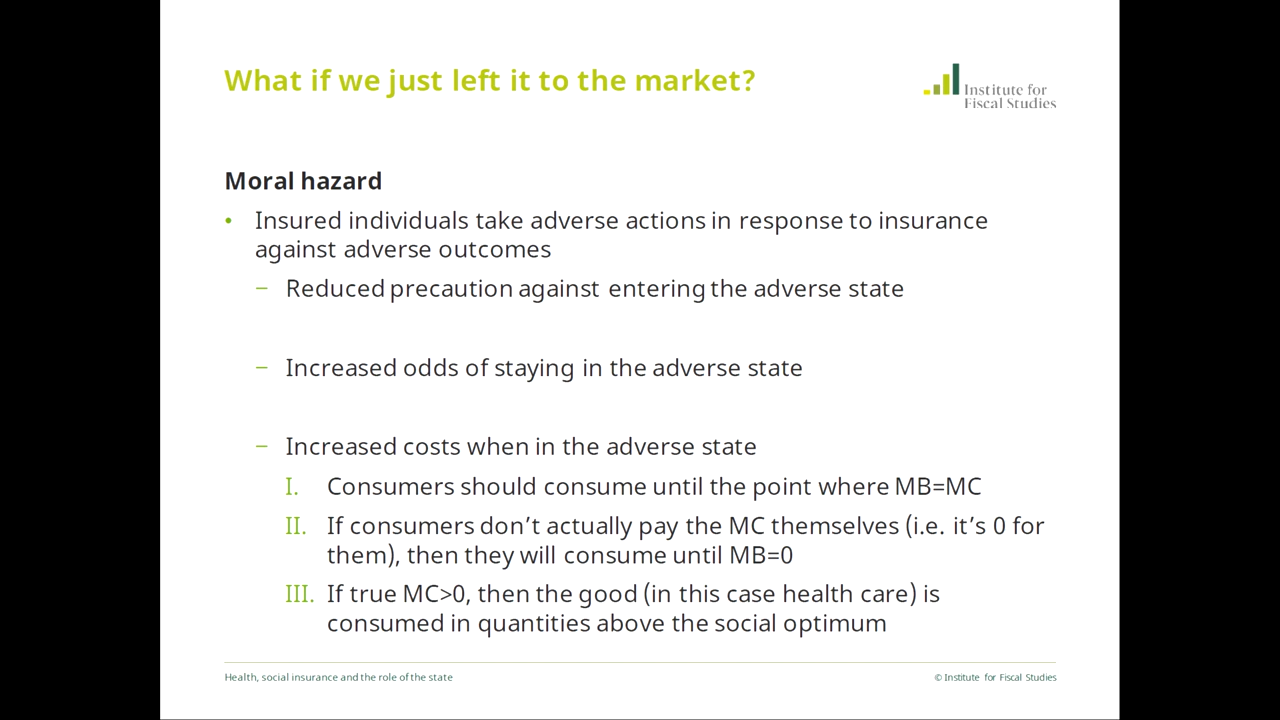 What if we just left it to the market?
Institute for
Fiscal Studies
Moral hazard
• Insured individuals take adverse actions in response to insurance
against adverse outcomes
– Reduced precaution against entering the adverse state
– Increased odds of staying in the adverse state
– Increased costs when in the adverse state
I. Consumers should consume until the point where MB=MC
II. If consumers don’t actually pay the MC themselves (i.e. it’s 0 for
them), then they will consume until MB=0
III. If true MC>0, then the good (in this case health care) is
consumed in quantities above the social optimum
Health, social insurance and the role of the state
© Institute for Fiscal Studies